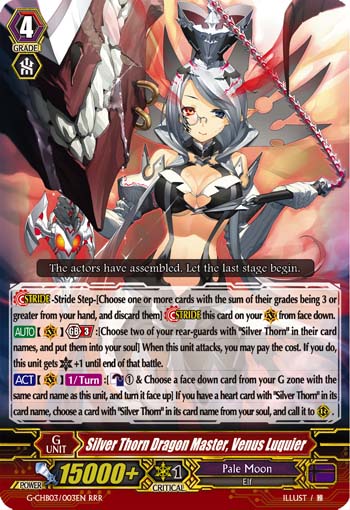 4
GRADE
The actors have assembled. Let the last stage begin.
STRIDE -Stride Step-[Choose one or more cards with the sum of their grades being 3 or
greater from your hand, and discard them] STRIDE this card on your from face down.
AUTO [ ] GB 3 :[Choose two of your rear-guards with "Silver Thorn" in their card
names, and put them into your soul] When this unit attacks, you may pay the cost. If you do,
this unit gets +1 until end of that battle.
ACT [ ] 1/Turn :[ 1 & Choose a face down card from your G zone with the
same card name as this unit, and turn it face up] If you have a heart card with "Silver Thorn" in its
card name, choose a card with "Silver Thorn" in its card name from your soul, and call it to
G
UNIT
Silver Thorn Dragon Master, Venus Luquier
POWER 15000+ 1 CRITICAL
Pale Moon
Elf
G-CHB03/003EN RRR
ILLUST /